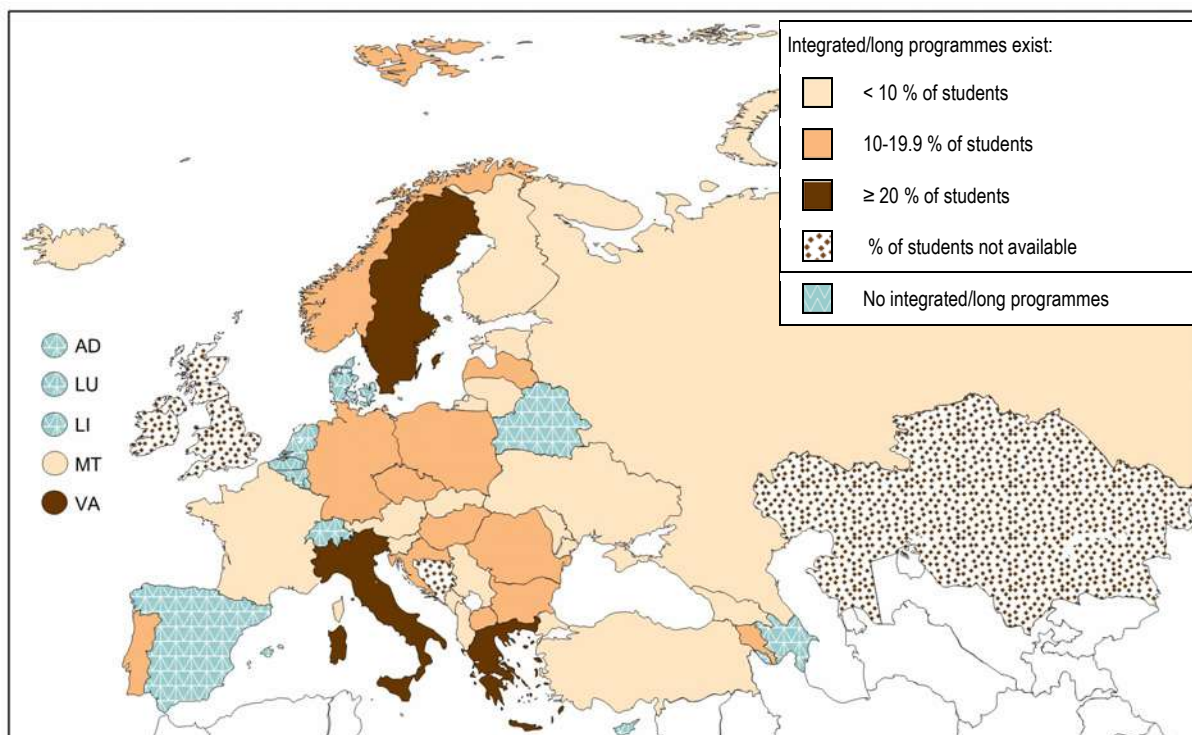 Integrated/long programmes exist:
< 10 % of students
10-19.9 % of students
≥ 20 % of students
% of students not available
No integrated/long programmes
AD
LU
LI
MT
VA